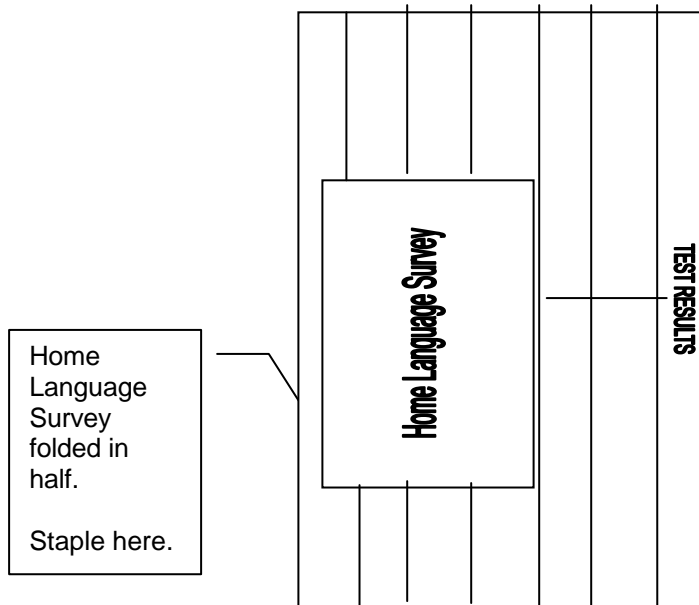 Home
Language
Survey
folded in
half.
Staple here.
Home Language Survey
TEST RESULTS